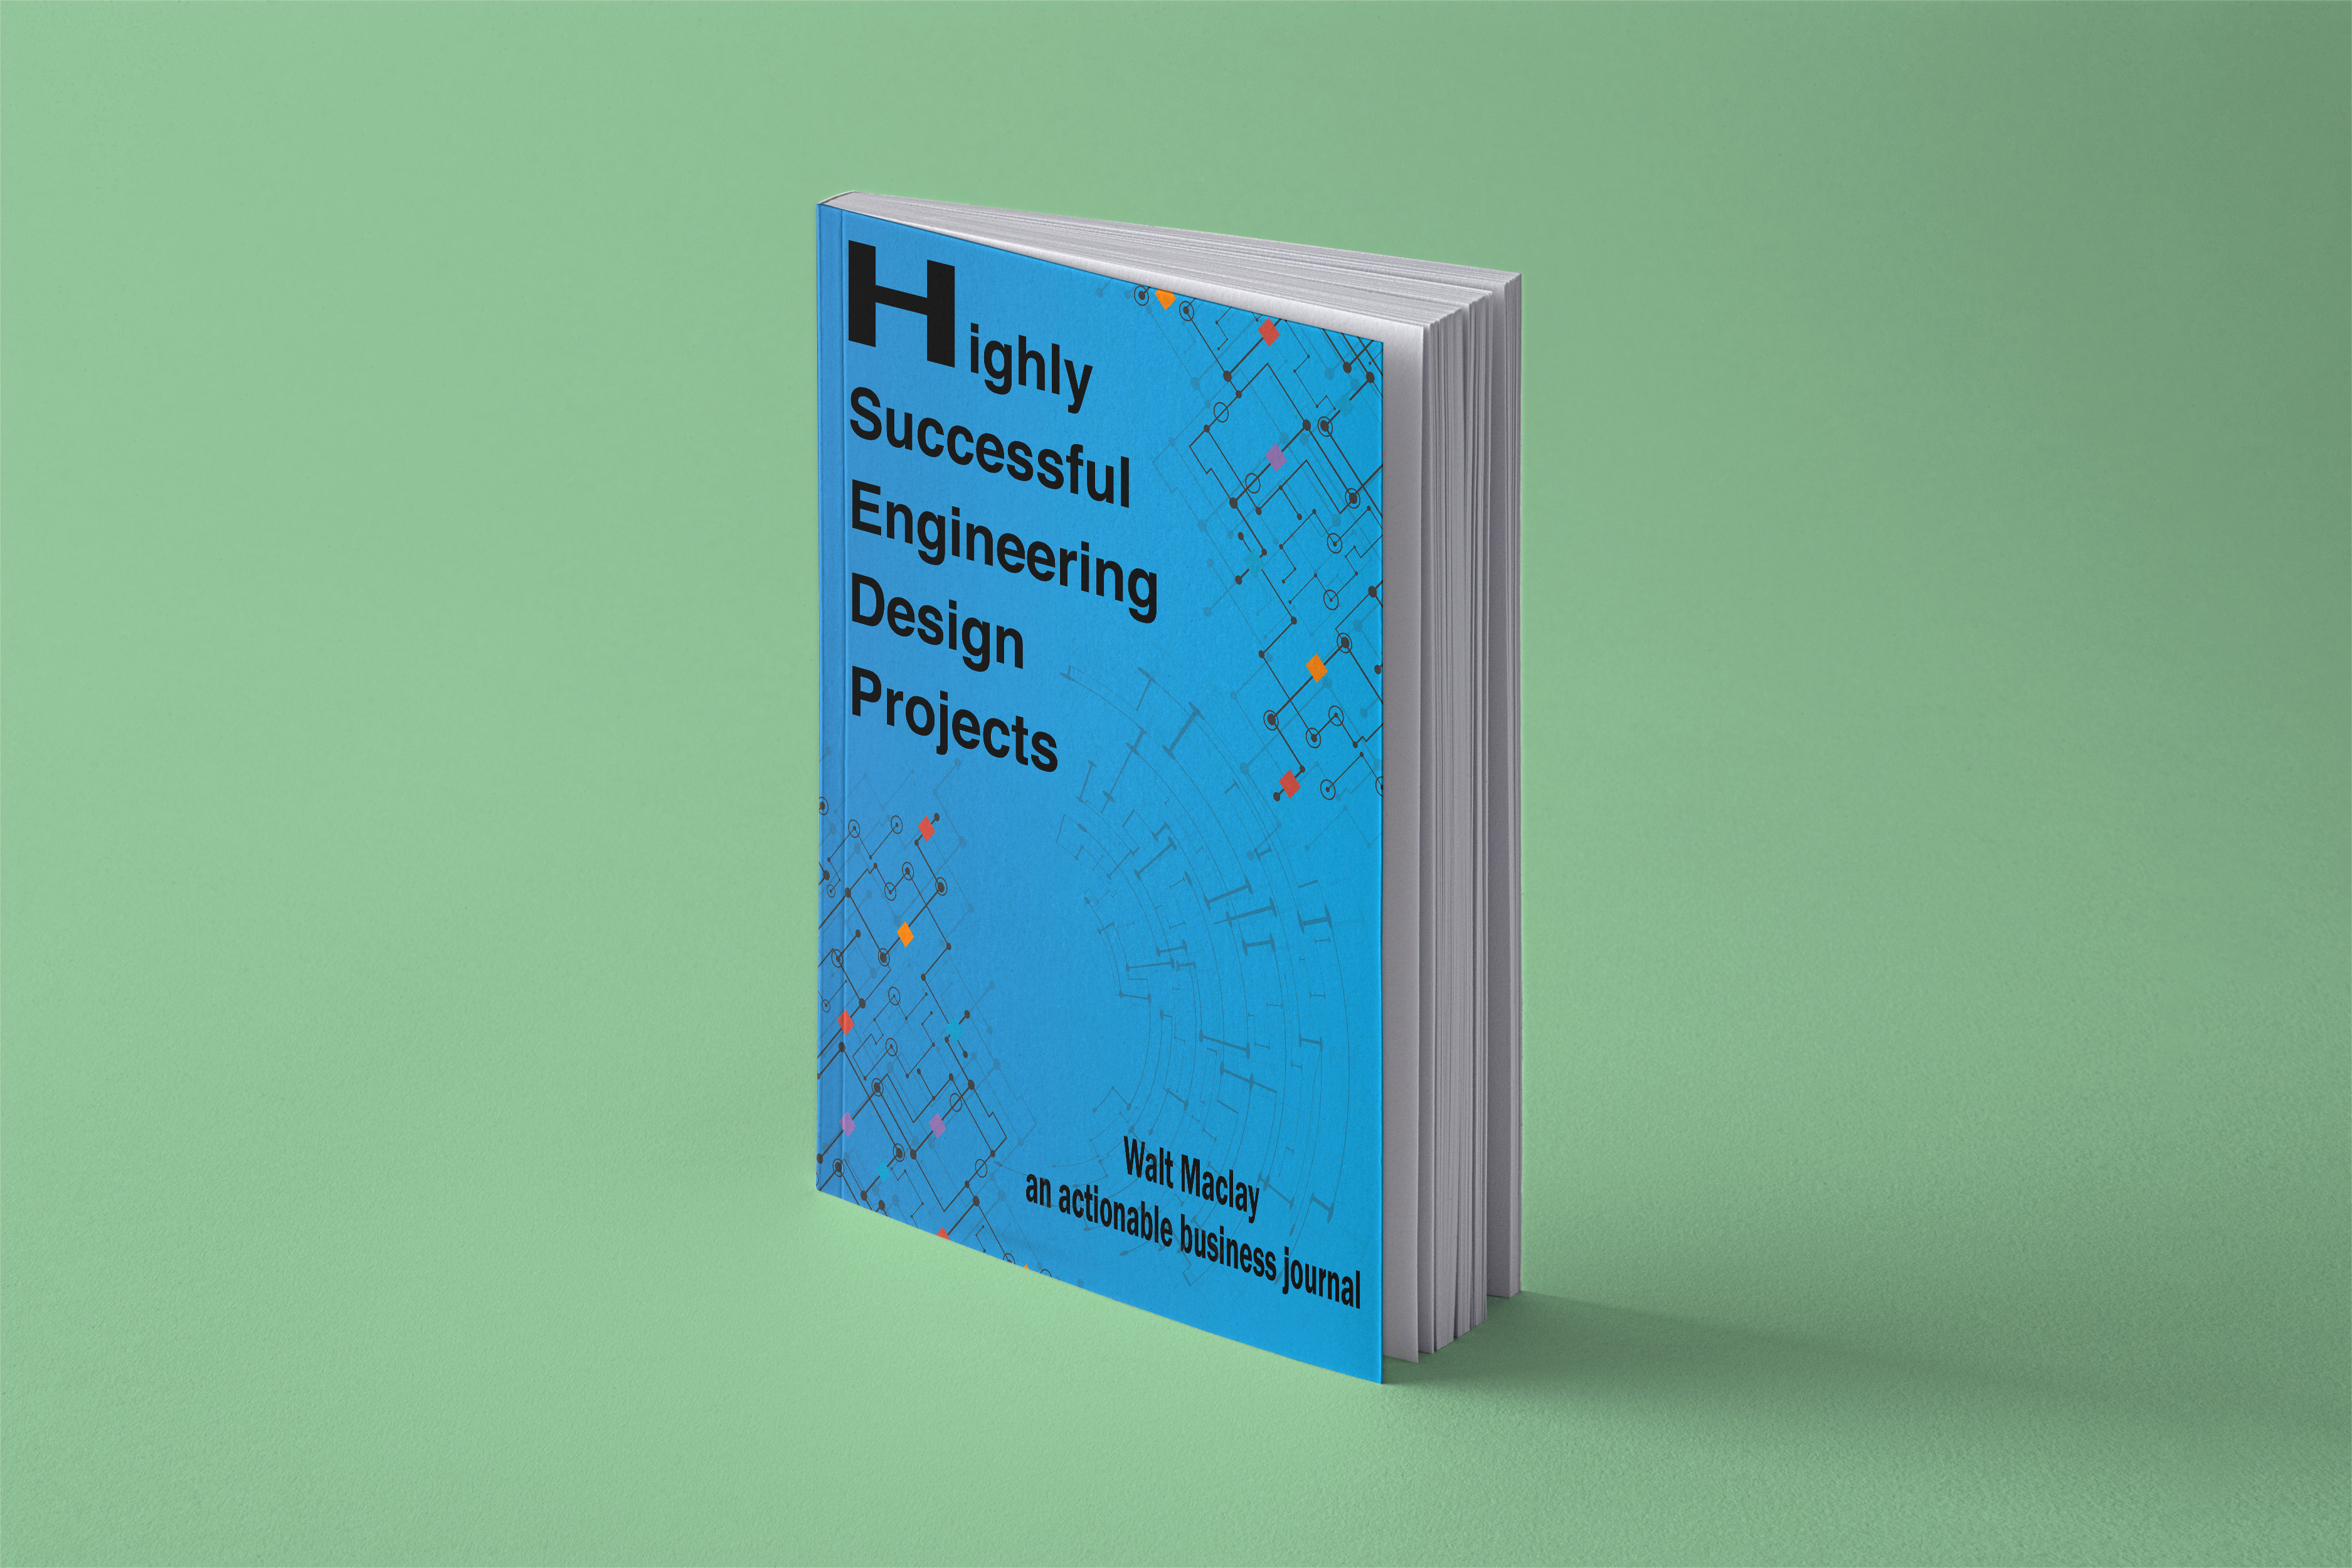 Highly
Successful
Engineering
Design
Projects
Walt Maclay
an actionable business journal